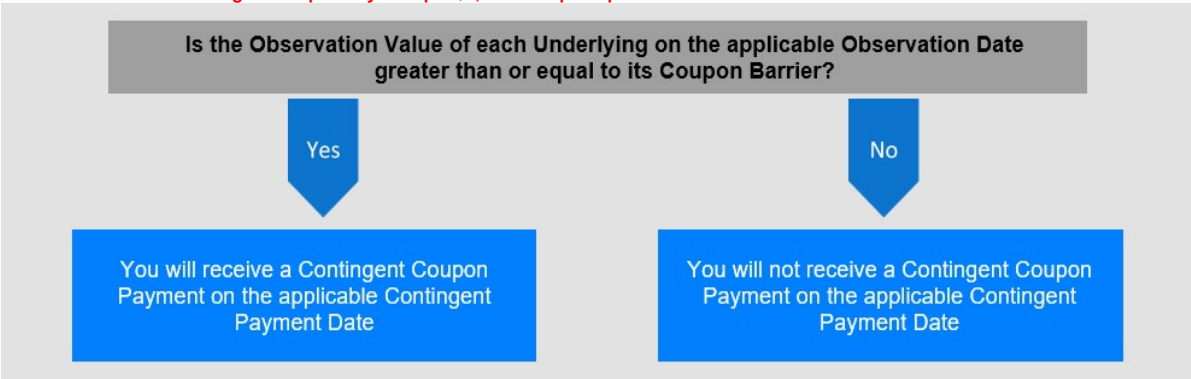 Is the Observation Value of each Underlying on the applicable Observation Date
greater than or equal to its Coupon Barrier?
Yes
No
You will receive a Contingent Coupon
Payment on the applicable Contingent
Payment Date
You will not receive a Contingent Coupon
Payment on the applicable Contingent
Payment Date